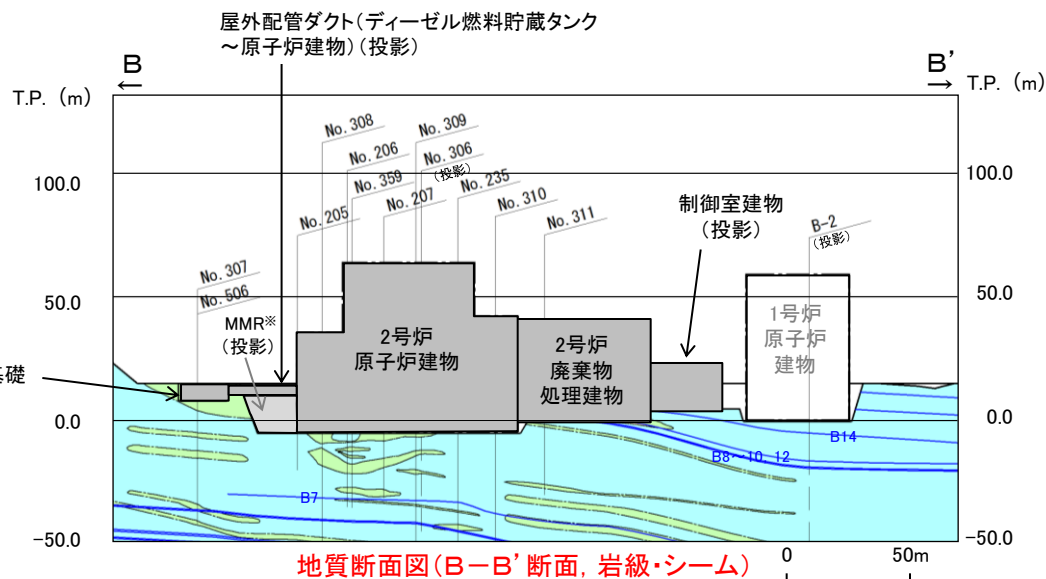 屋外配管ダクト(ディーゼル燃料貯蔵タンク
～原子炉建物)(投影)
B
←
B'
→
T.P.（m）
T.P.（m）
No. 308
No. 309
No. 206
No. 306
(投影)
No. 359
No. 235
No. 207
No. 310
No. 205
No. 311
制御室建物
（投影）
B-2
(投影)
100.0
100.0
No. 307
No. 506
50.0
50.0
MMR※
(投影)
2号炉
原子炉建物
2号炉
廃棄物
処理建物
1号炉
原子炉
建物
基礎
0.0
0.0
B14
B8～10, 12
B7
-50.0
-50.0
地質断面図(B－B'断面, 岩級・シーム)
0
50m